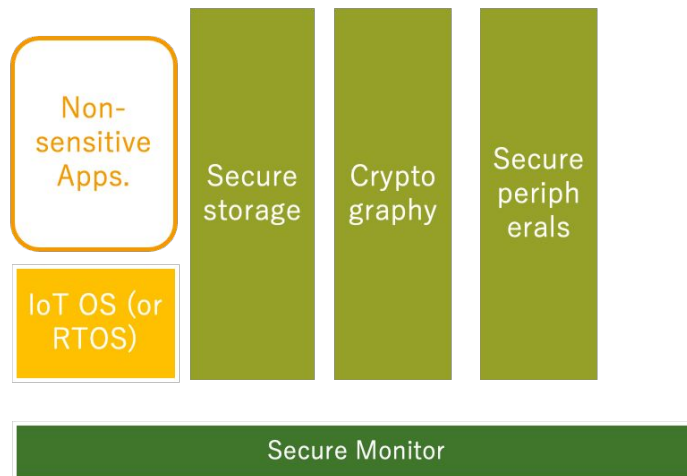 Non-
sensitive
Apps.
IoT OS (or
RTOS)
Secure
storage
Crypto
graphy
Secure
periph
erals
Secure Monitor